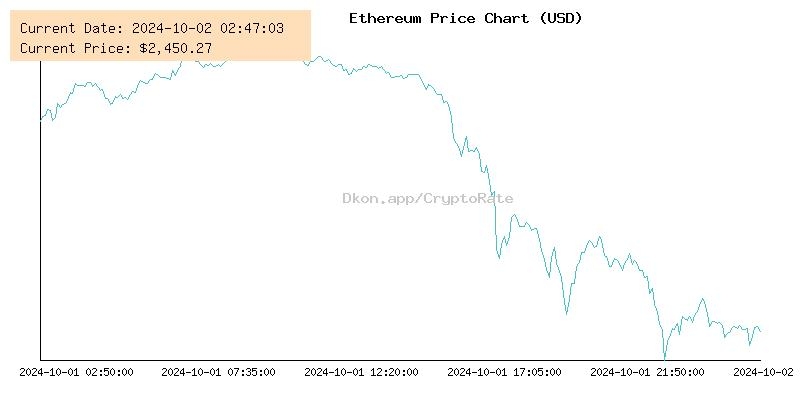 Ethereum Price Chart (USD)
Current Date: 2024-10-02 02:47:03
Current Price: $2,450.27
Dkon.app/CryptoRate
2024-10-01 02:50:00 2024-10-01 07:35:00 2024-10-01 12:20:00 2024-10-01 17:05:00 2024-10-01 21:50:00 2024-10-02